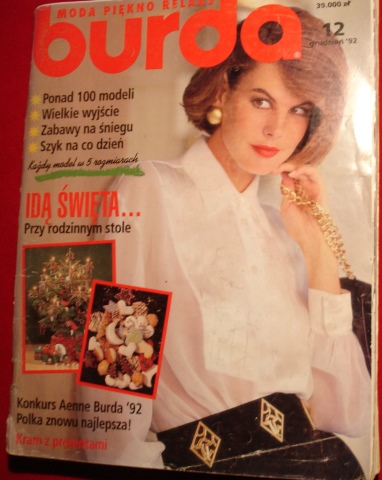 MODA PIĘKNO RELAKS
burda
39.000 zł
12
grudzień '92
Ponad 100 modeli
Wielkie wyjście
Zabawy na śniegu
Szyk na co dzień
Każdy model w 5 rozmiarach
IDĄ ŚWIĘTA...
Przy rodzinnym stole
Konkurs Aenne Burda '92
Polka znowu najlepsza!
Kram z prezentami